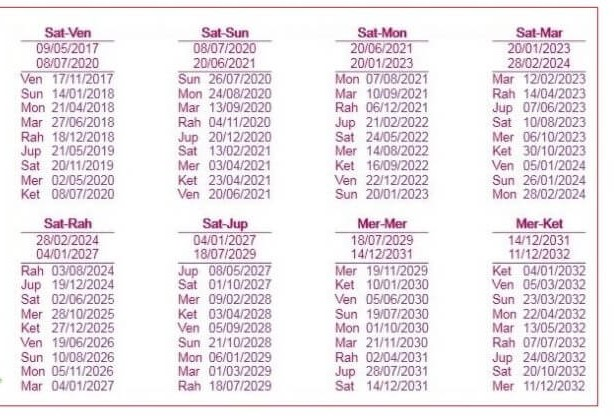 Sat-Ven Sat-Sun Sat-Mon Sat-Mar
09/05/2017 08/07/2020 20/06/2021 20/01/2023
08/07/2020 20/06/2021 20/01/2023 28/02/2024
Ven 17/11/2017 Sun 26/07/2020 Mon 07/08/2021 Mar 12/02/2023
Sun 14/01/2018 Mon 24/08/2020 Mar 10/09/2021 Rah 14/04/2023
Mon 21/04/2018 Mar 13/09/2020 Rah 06/12/2021 Jup 07/06/2023
Mar 27/06/2018 Rah 04/11/2020 Jup 21/02/2022 Sat 10/08/2023
Rah 18/12/2018 Jup 20/12/2020 Sat 24/05/2022 Mer 06/10/2023
Jup 21/05/2019 Sat 13/02/2021 Mer 14/08/2022 Ket 30/10/2023
Sat 20/11/2019 Mer 03/04/2021 Ket 16/09/2022 Ven 05/01/2024
Mer 02/05/2020 Ket 23/04/2021 Ven 22/12/2022 Sun 26/01/2024
Ket 08/07/2020 Ven 20/06/2021 Sun 20/01/2023 Mon 28/02/2024
Sat-Rah Sat-Jup Mer-Mer Mer-Ket
28/02/2024 04/01/2027 18/07/2029 14/12/2031
04/01/2027 18/07/2029 14/12/2031 11/12/2032
Rah 03/08/2024 Jup 08/05/2027 Mer 19/11/2029 Ket 04/01/2032
Jup 19/12/2024 Sat 01/10/2027 Ket 10/01/2030 Ven 05/03/2032
Sat 02/06/2025 Mer 09/02/2028 Ven 05/06/2030 Sun 23/03/2032
Mer 28/10/2025 Ket 03/04/2028 Sun 19/07/2030 Mon 22/04/2032
Ket 27/12/2025 Ven 05/09/2028 Mon 01/10/2030 Mar 13/05/2032
Ven 19/06/2026 Sun 21/10/2028 Mar 21/11/2030 Rah 07/07/2032
Sun 10/08/2026 Mon 06/01/2029 Rah 02/04/2031 Jup 24/08/2032
Mon 05/11/2026 Mar 01/03/2029 Jup 28/07/2031 Sat 20/10/2032
Mar 04/01/2027 Rah 18/07/2029 Sat 14/12/2031 Mer 11/12/2032